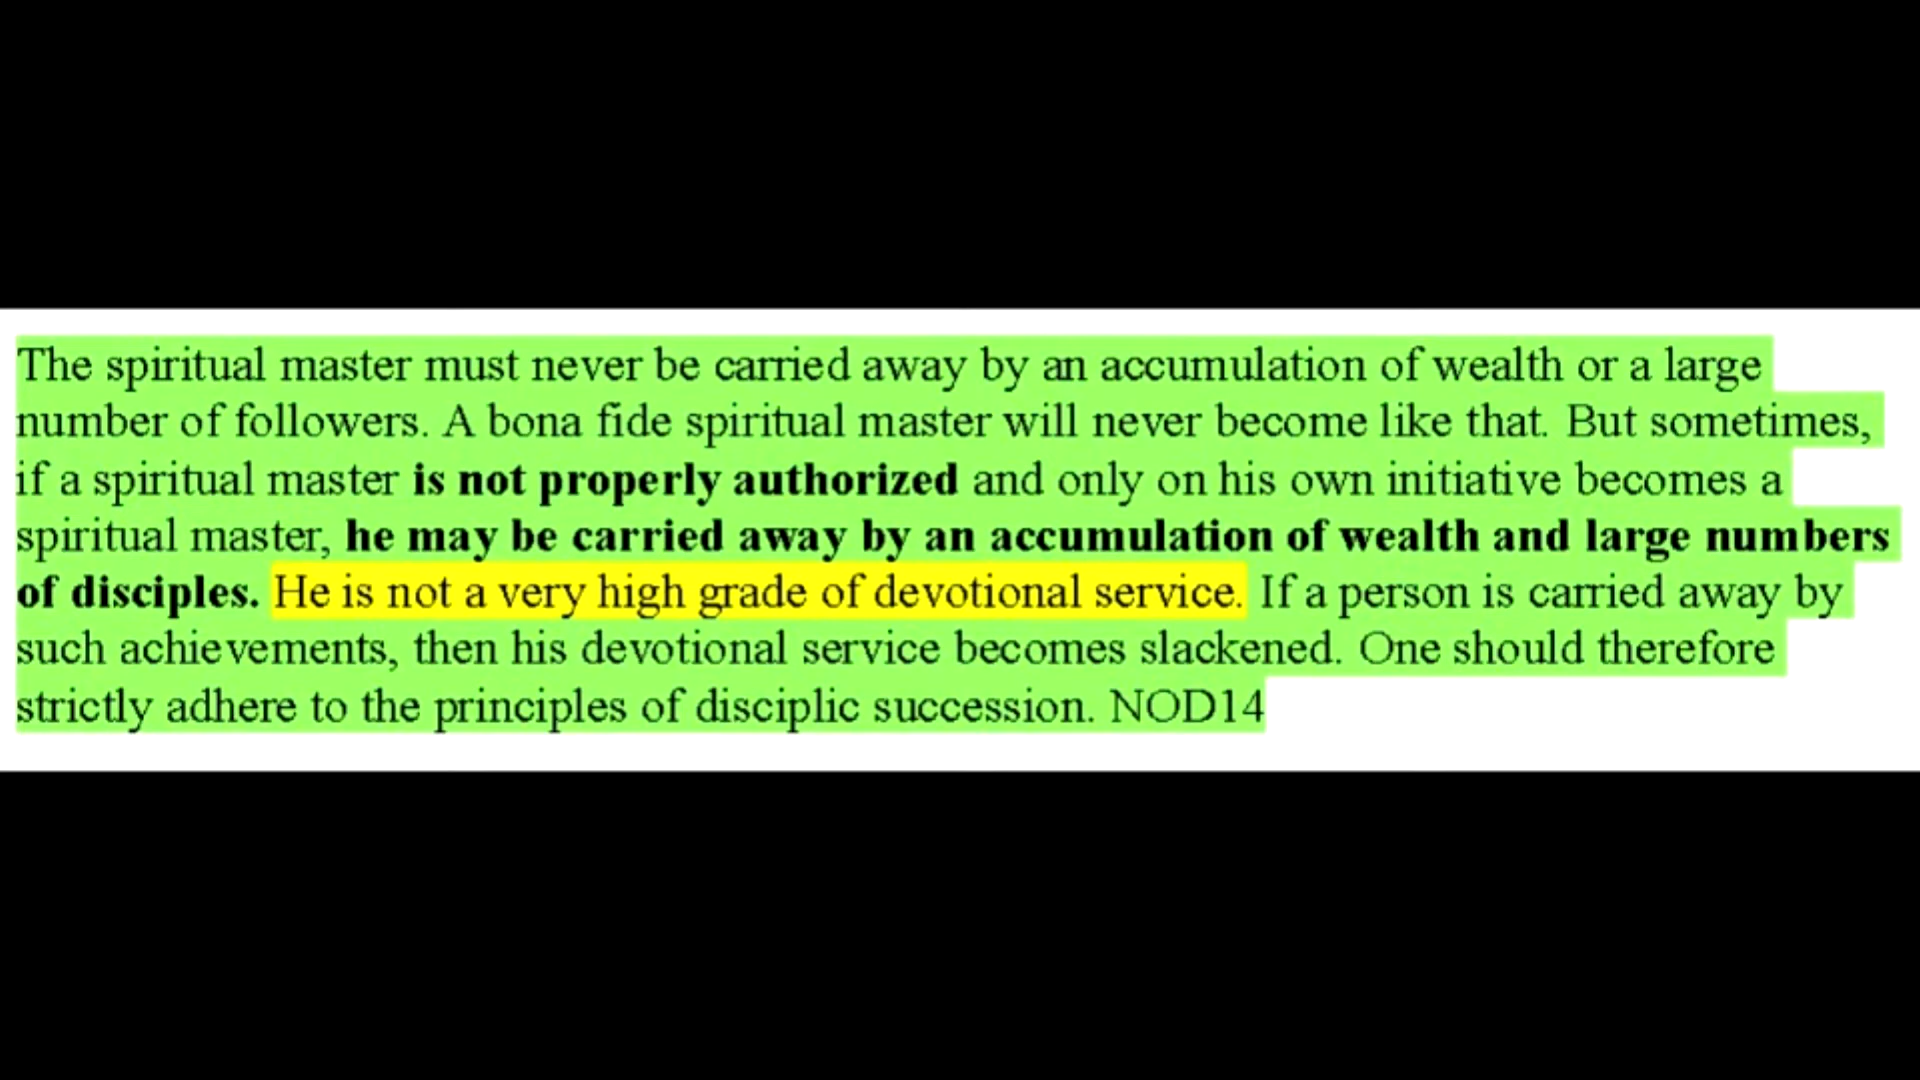 The spiritual master must never be carried away by an accumulation of wealth or a large
number of followers. A bona fide spiritual master will never become like that. But sometimes,
if a spiritual master is not properly authorized and only on his own initiative becomes a
spiritual master, he may be carried away by an accumulation of wealth and large numbers
of disciples. He is not a very high grade of devotional service. If a person is carried away by
such achievements, then his devotional service becomes slackened. One should therefore
strictly adhere to the principles of disciplic succession. NOD14